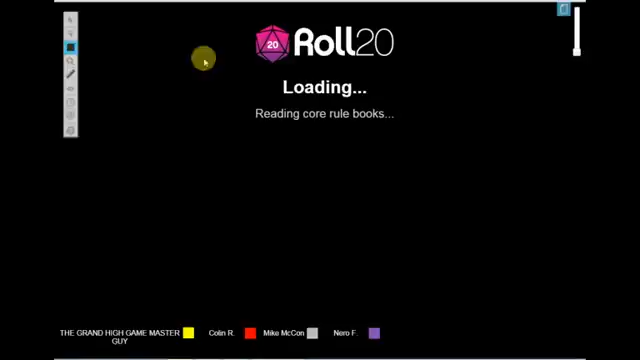 20 Roll20
Loading...
Reading core rule books...
THE GRAND HIGH GAME MASTER
GUY
Colin R.
Mike McCon
Nero F.